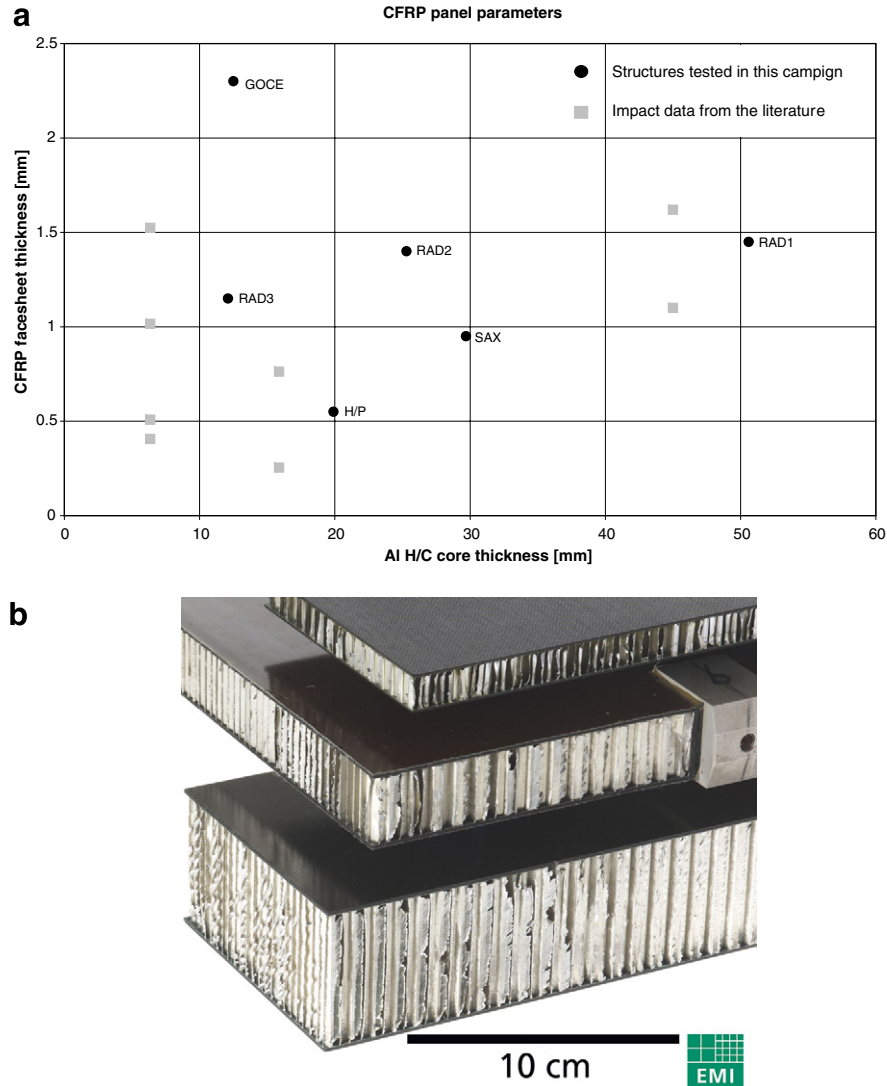 a
CFRP panel parameters
CFRP facesheet thickness [mm]
2.5
2
1.5
1
0.5
0
Structures tested in this campign
Impact data from the literature
GOCE
RAD2
RAD1
RAD3
SAX
H/P
0 10 20 30 40 50 60
Al H/C core thickness [mm]
b
10 cm
EMI